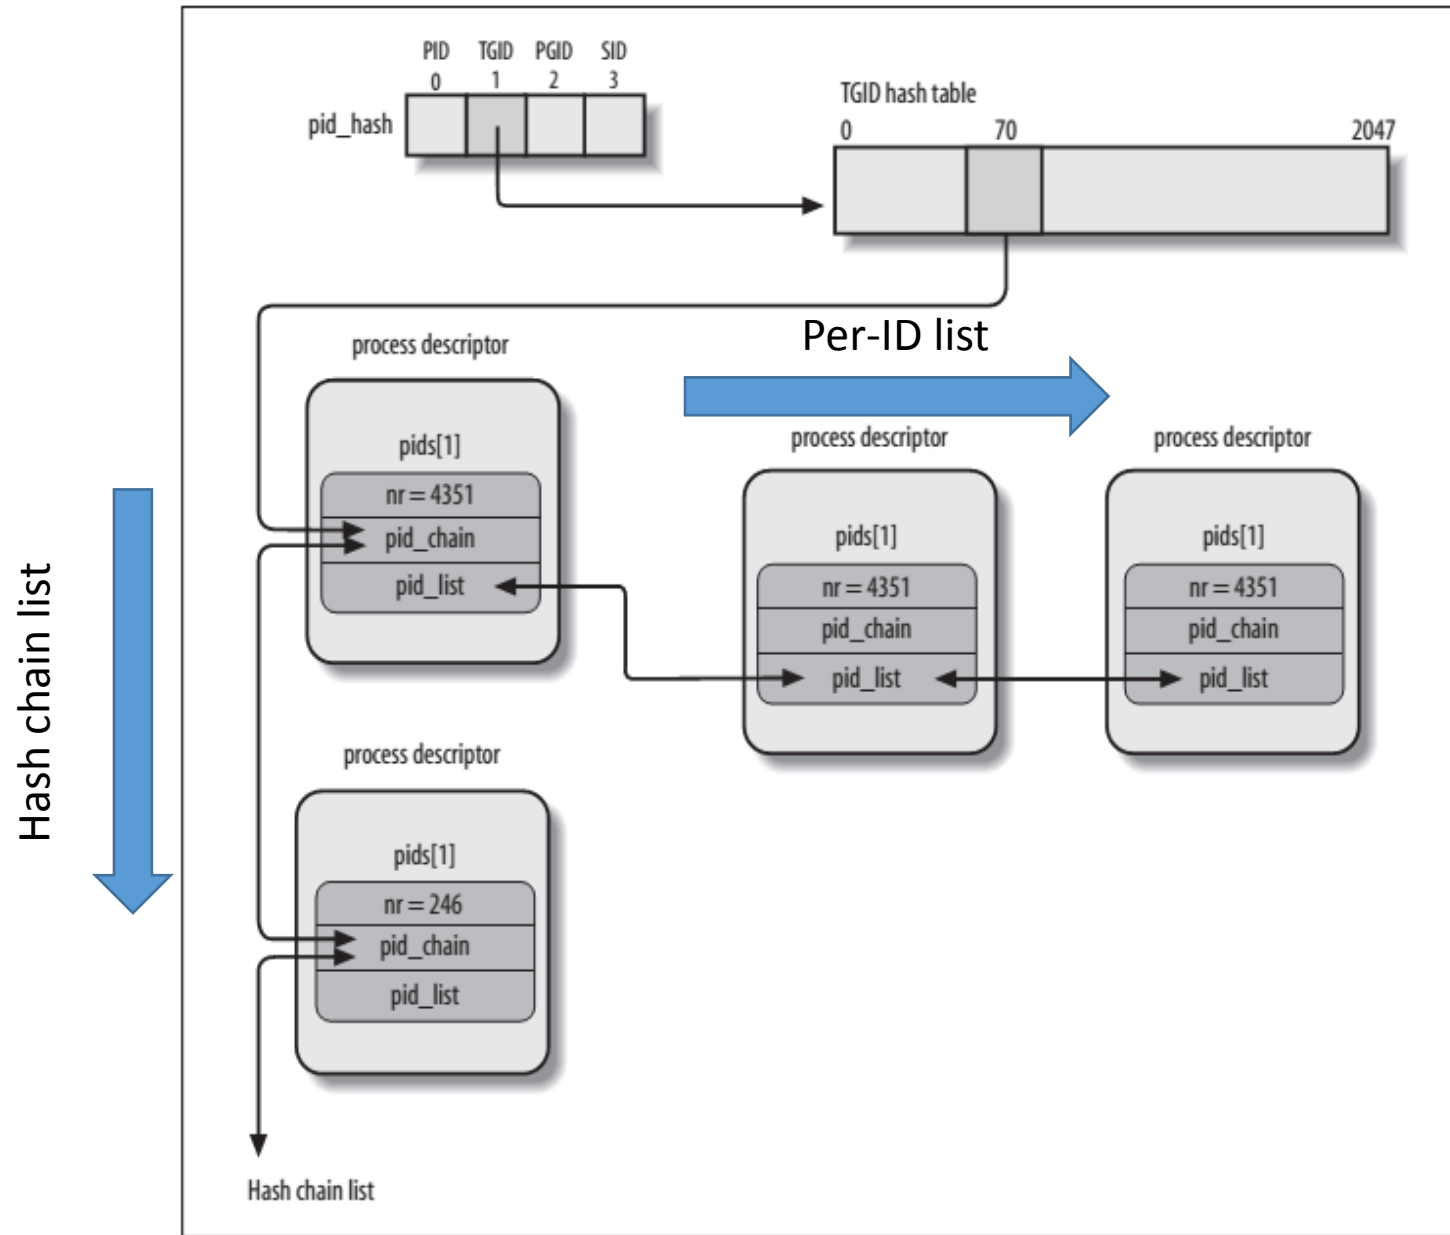 PID TGID PGID SID
0 1 2 3
pid_hash
TGID hash table
0 70 2047
Per-ID list
process descriptor
pids[1]
nr = 4351
pid_chain
pid_list
process descriptor
pids[1]
nr = 4351
pid_chain
pid_list
process descriptor
pids[1]
nr = 4351
pid_chain
pid_list
Hash chain list
process descriptor
pids[1]
nr = 246
pid_chain
pid_list
Hash chain list